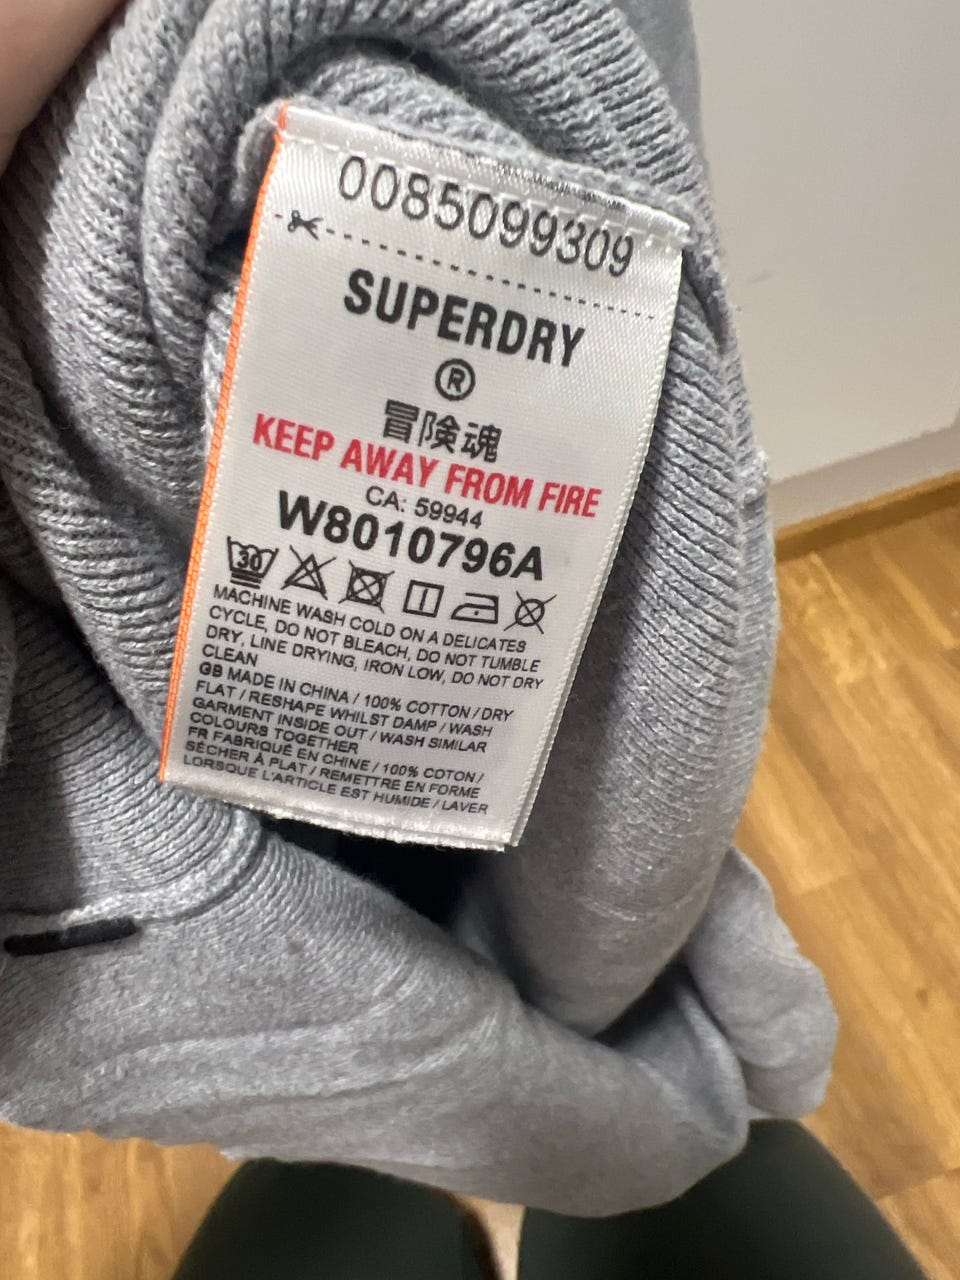 0085099309
SUPERDRY
®
冒険魂
KEEP AWAY FROM FIRE
CA: 59944
W8010796A
30
MACHINE WASH COLD ON A DELICATES
CYCLE, DO NOT BLEACH, DO NOT TUMBLE
DRY, LINE DRYING, IRON LOW, DO NOT DRY
CLEAN
GB MADE IN CHINA / 100% COTTON / DRY
FLAT / RESHAPE WHILST DAMP / WASH
GARMENT INSIDE OUT / WASH SIMILAR
COLOURS TOGETHER
FR FABRIQUÉ EN CHINE / 100% COTON /
SÉCHER À PLAT / REMETTRE EN FORME
LORSQUE L'ARTICLE EST HUMIDE / LAVER